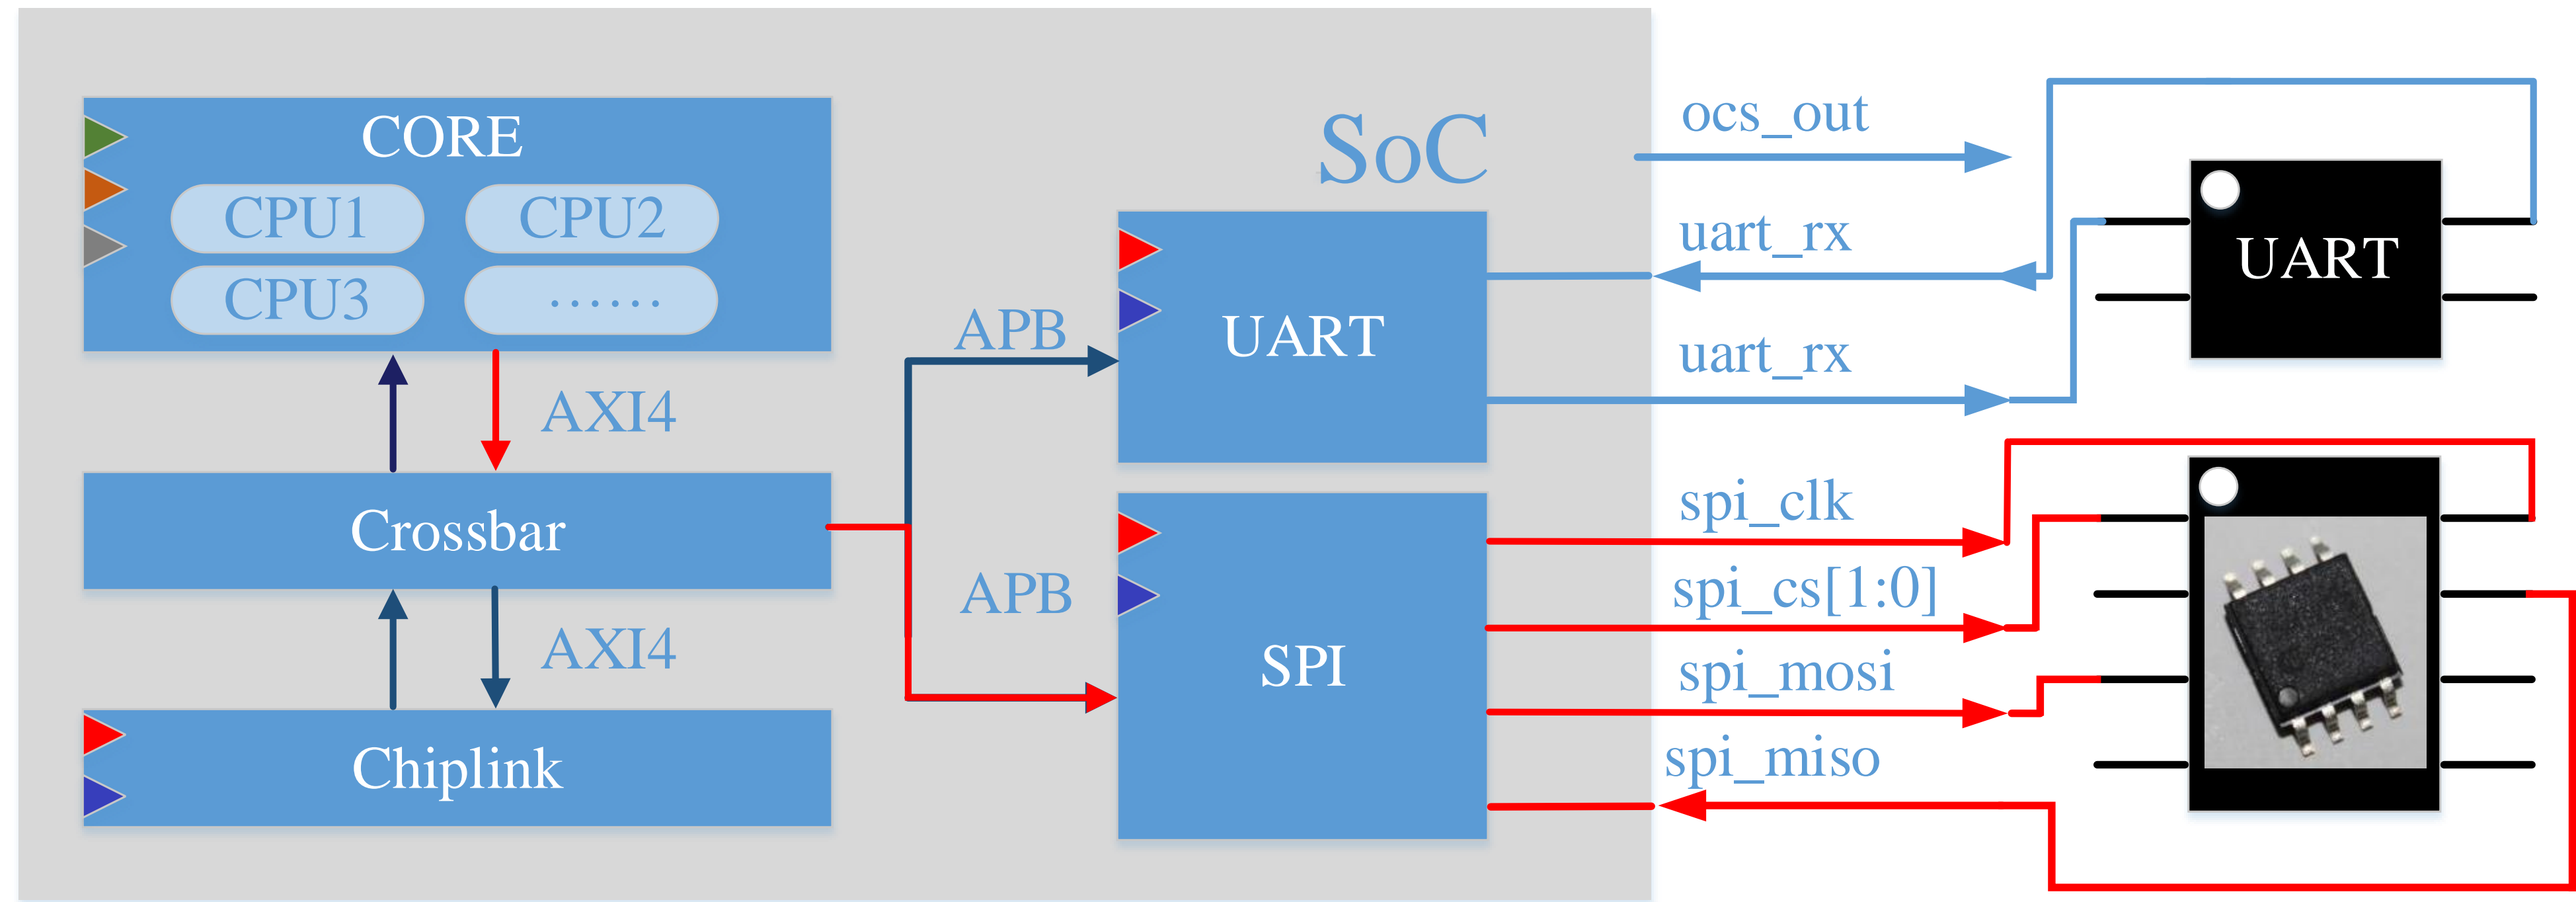 CORE
CPU1
CPU2
CPU3
……
AXI4
Crossbar
AXI4
Chiplink
APB
APB
SoC
UART
SPI
ocs_out
uart_rx
uart_rx
spi_clk
spi_cs[1:0]
spi_mosi
spi_miso
UART